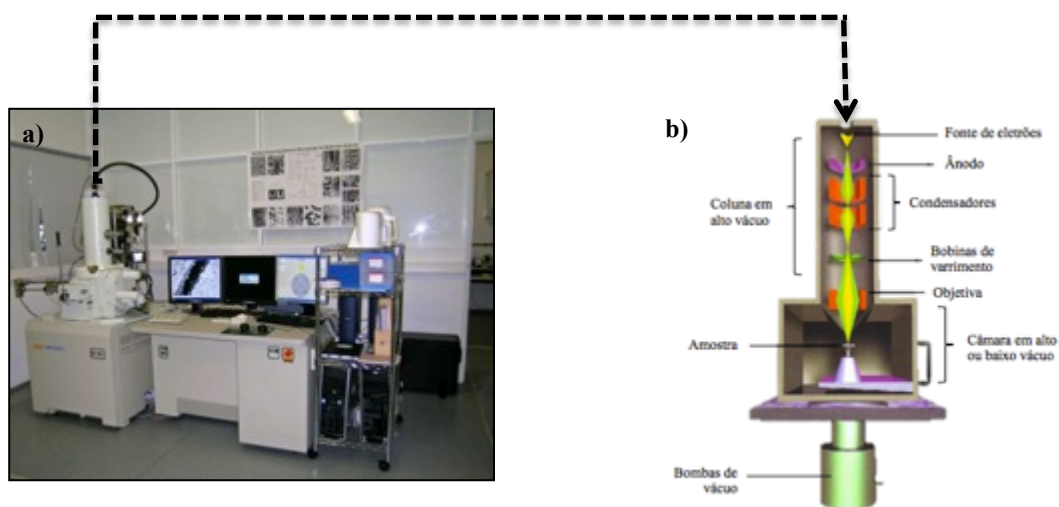 a)
b)
Fonte de eletrões
Ânodo
Coluna em
alto vácuo
Condensadores
Bobinas de
varrimento
Objetiva
Amostra
Câmara em alto
ou baixo vácuo
Bombas de
vácuo